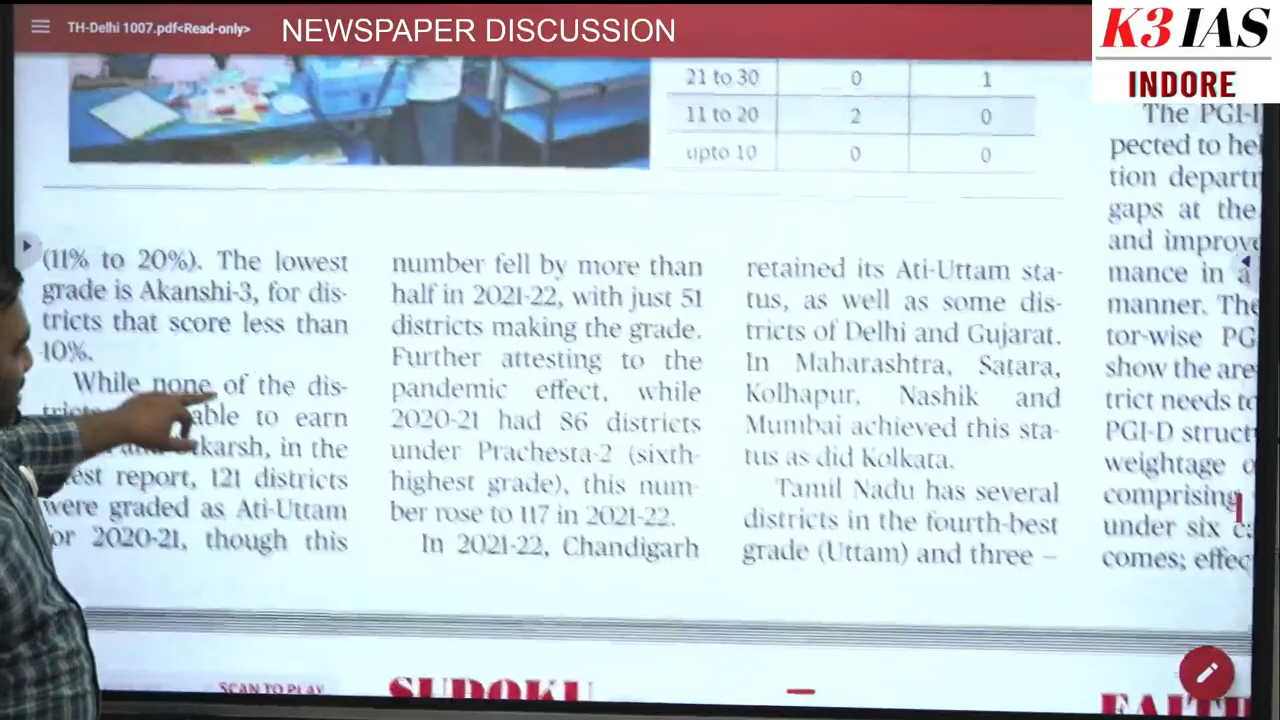 TH-Delhi 1007.pdf<Read-only>
NEWSPAPER DISCUSSION
K3 IAS
INDORE
21 to 30 0 1
11 to 20 2 0
upto 10 0 0
(11% to 20%). The lowest
grade is Akanshi-3, for dis-
tricts that score less than
10%.
While none of the dis-
able to earn
in the
report, 121 districts
were graded as Ati-Uttam
for 2020-21, though this
number fell by more than
half in 2021-22, with just 51
districts making the grade.
Further attesting to the
pandemic effect, while
2020-21 had 86 districts
under Prachesta-2 (sixth-
highest grade), this num-
ber rose to 117 in 2021-22.
In 2021-22, Chandigarh
retained its Ati-Uttam sta-
tus, as well as some dis-
tricts of Delhi and Gujarat.
In Maharashtra, Satara,
Kolhapur, Nashik and
Mumbai achieved this sta-
tus as did Kolkata.
Tamil Nadu has several
districts in the fourth-best
grade (Uttam) and three –
The PGI-
pected to
tion
gaps at the
and
mance in a
manner. The
tor-wise PG
show the
trict needs to
PGI-D
weightage
comprising
under six
comes;
SCAN TO PLAY
SUDOKU
FAITH